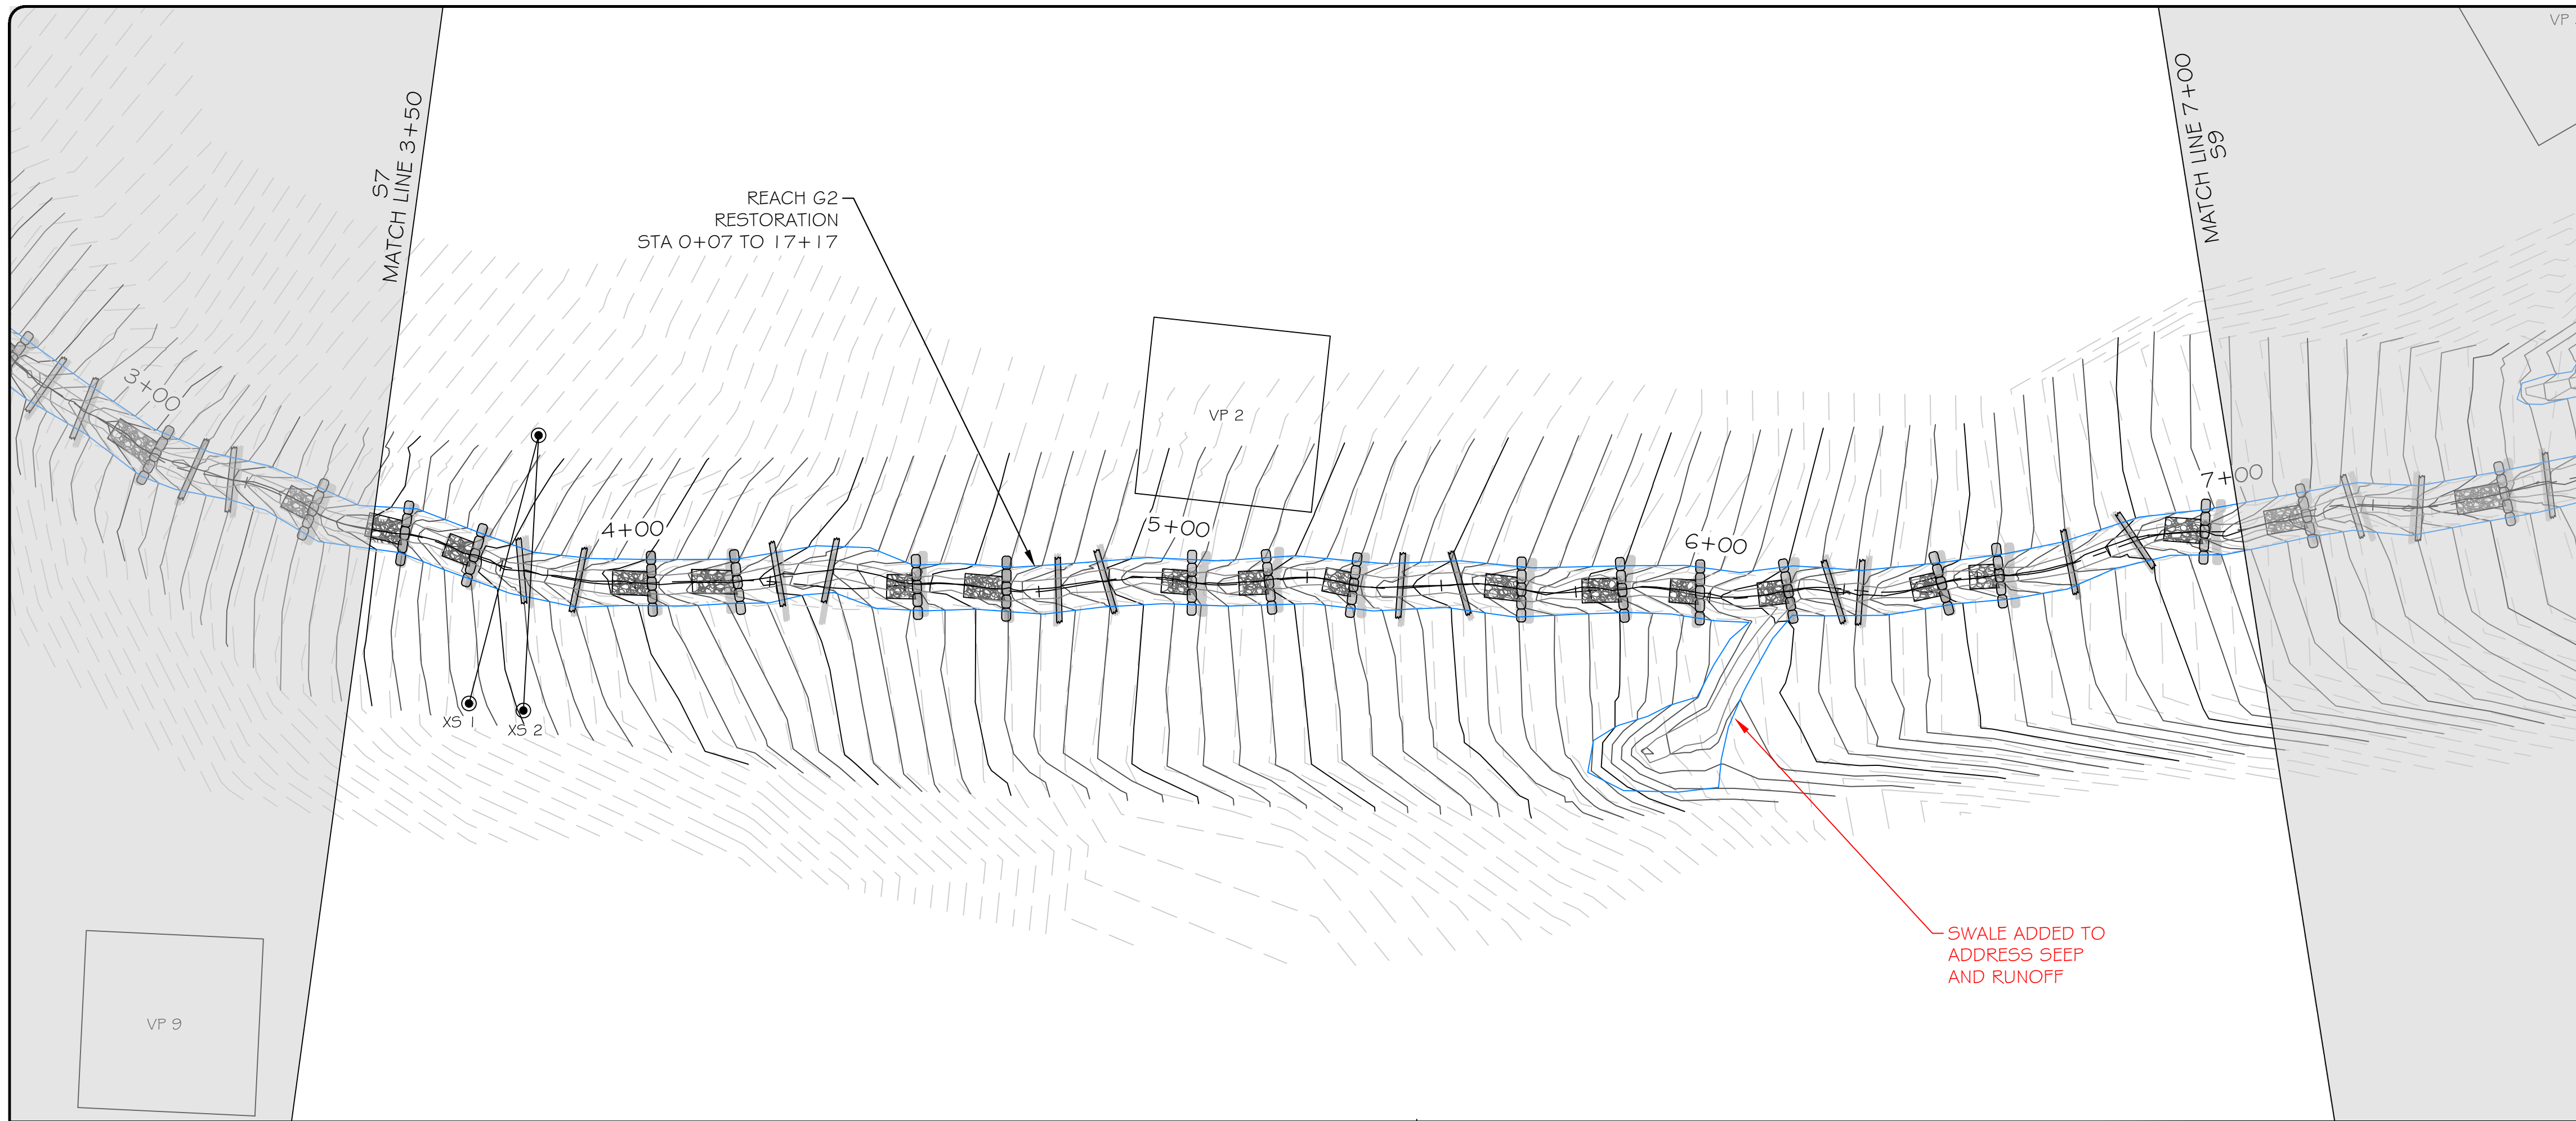 VP
S7
MATCH LINE 3+50
MATCH LINE 7+00
S9
REACH G2
RESTORATION
STA 0+07 TO 17+17
3+00
VP 2
7+00
4+00
5+00
6+00
XS 1
XS 2
SWALE ADDED TO
ADDRESS SEEP
AND RUNOFF
VP 9